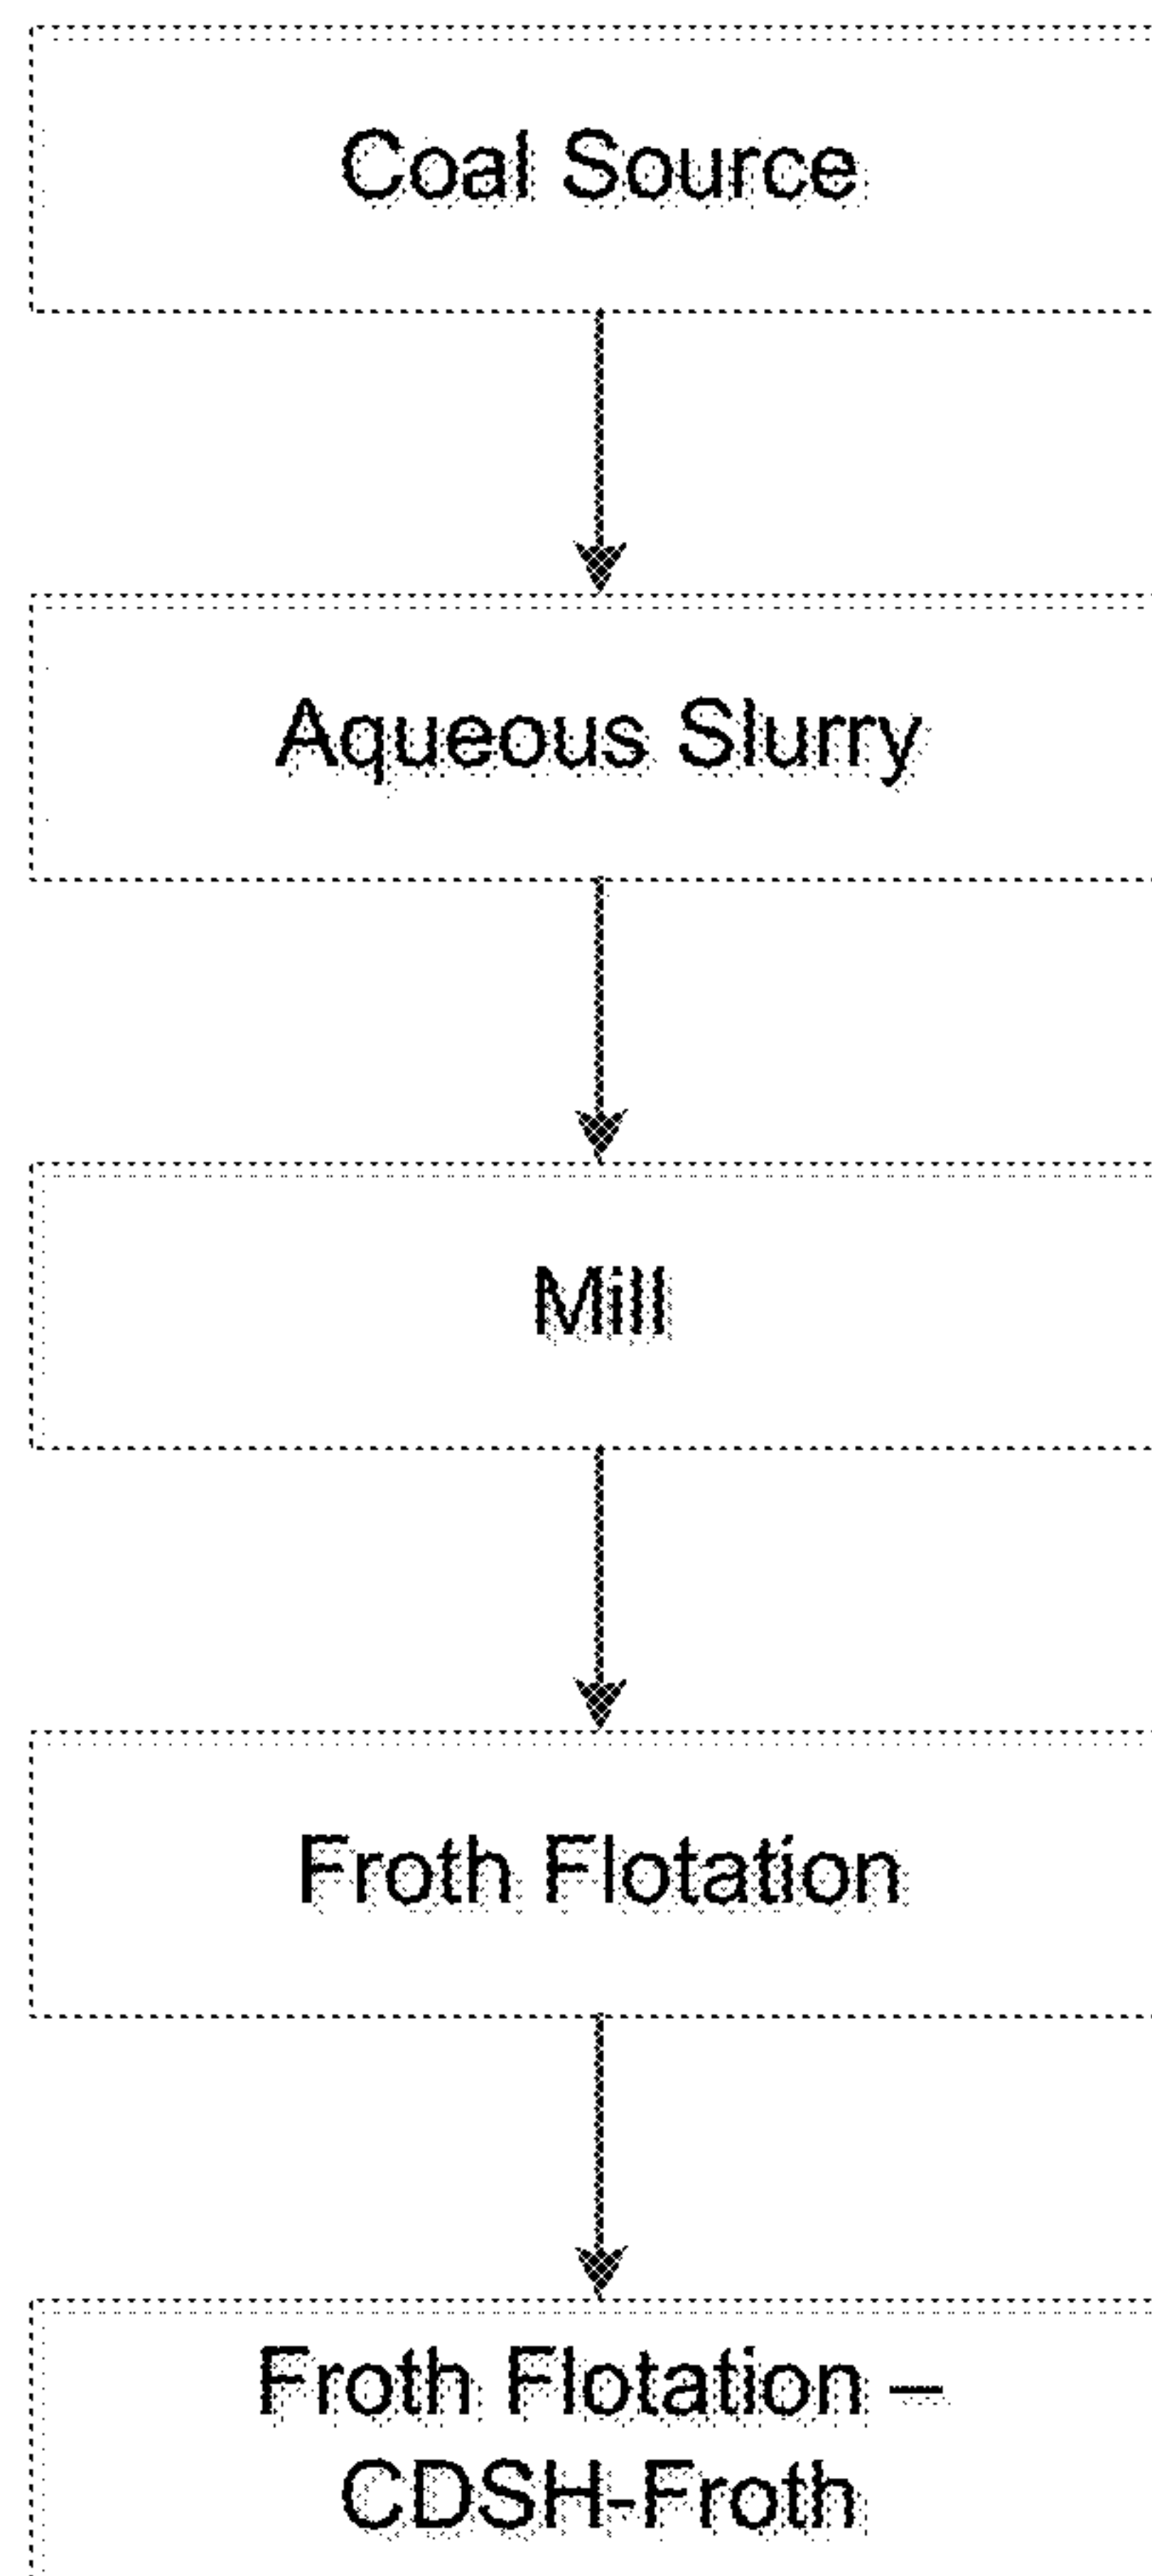 Coal Source
Aqueous Slurry
Mill
Froth Flotation
Froth Flotation –
CDSH-Froth